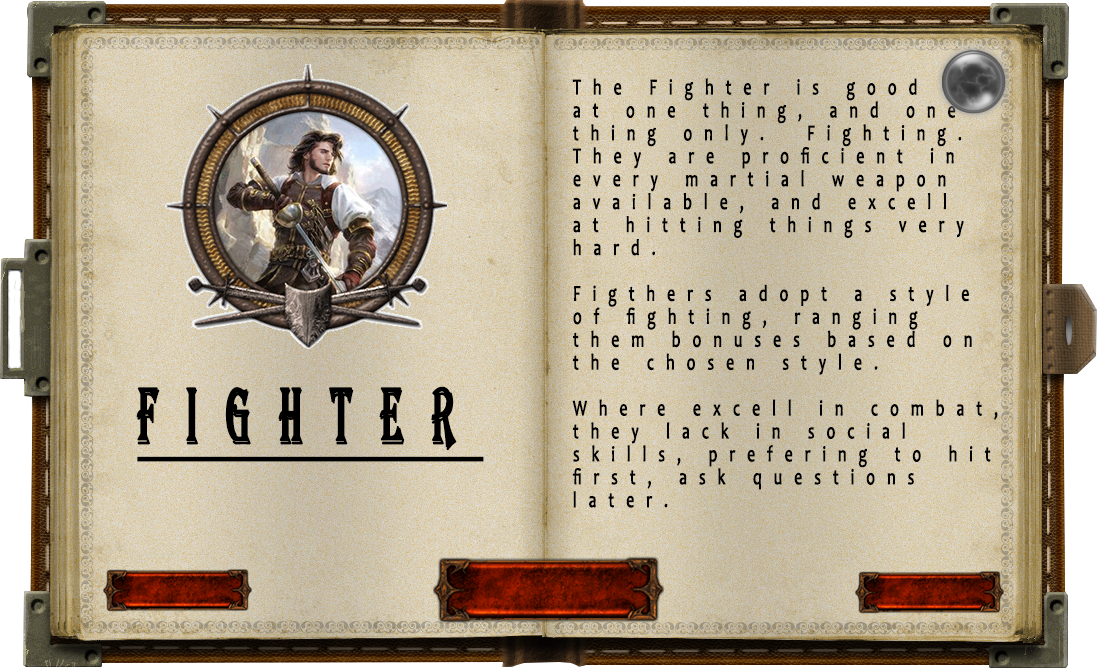 FIGHTER
The Fighter is good
at one thing, and one
thing only. Fighting.
They are proficient in
every martial weapon
available, and excell
at hitting things very
hard.
Figthers adopt a style
of fighting, ranging
them bonuses based on
the chosen style.
Where excell in combat,
they lack in social
skills, prefering to hit
first, ask questions
later.